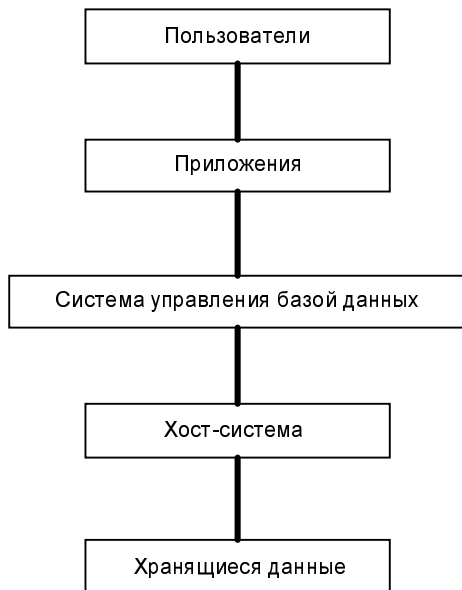 Пользователи
Приложения
Система управления базой данных
Хост-система
Хранящиеся данные